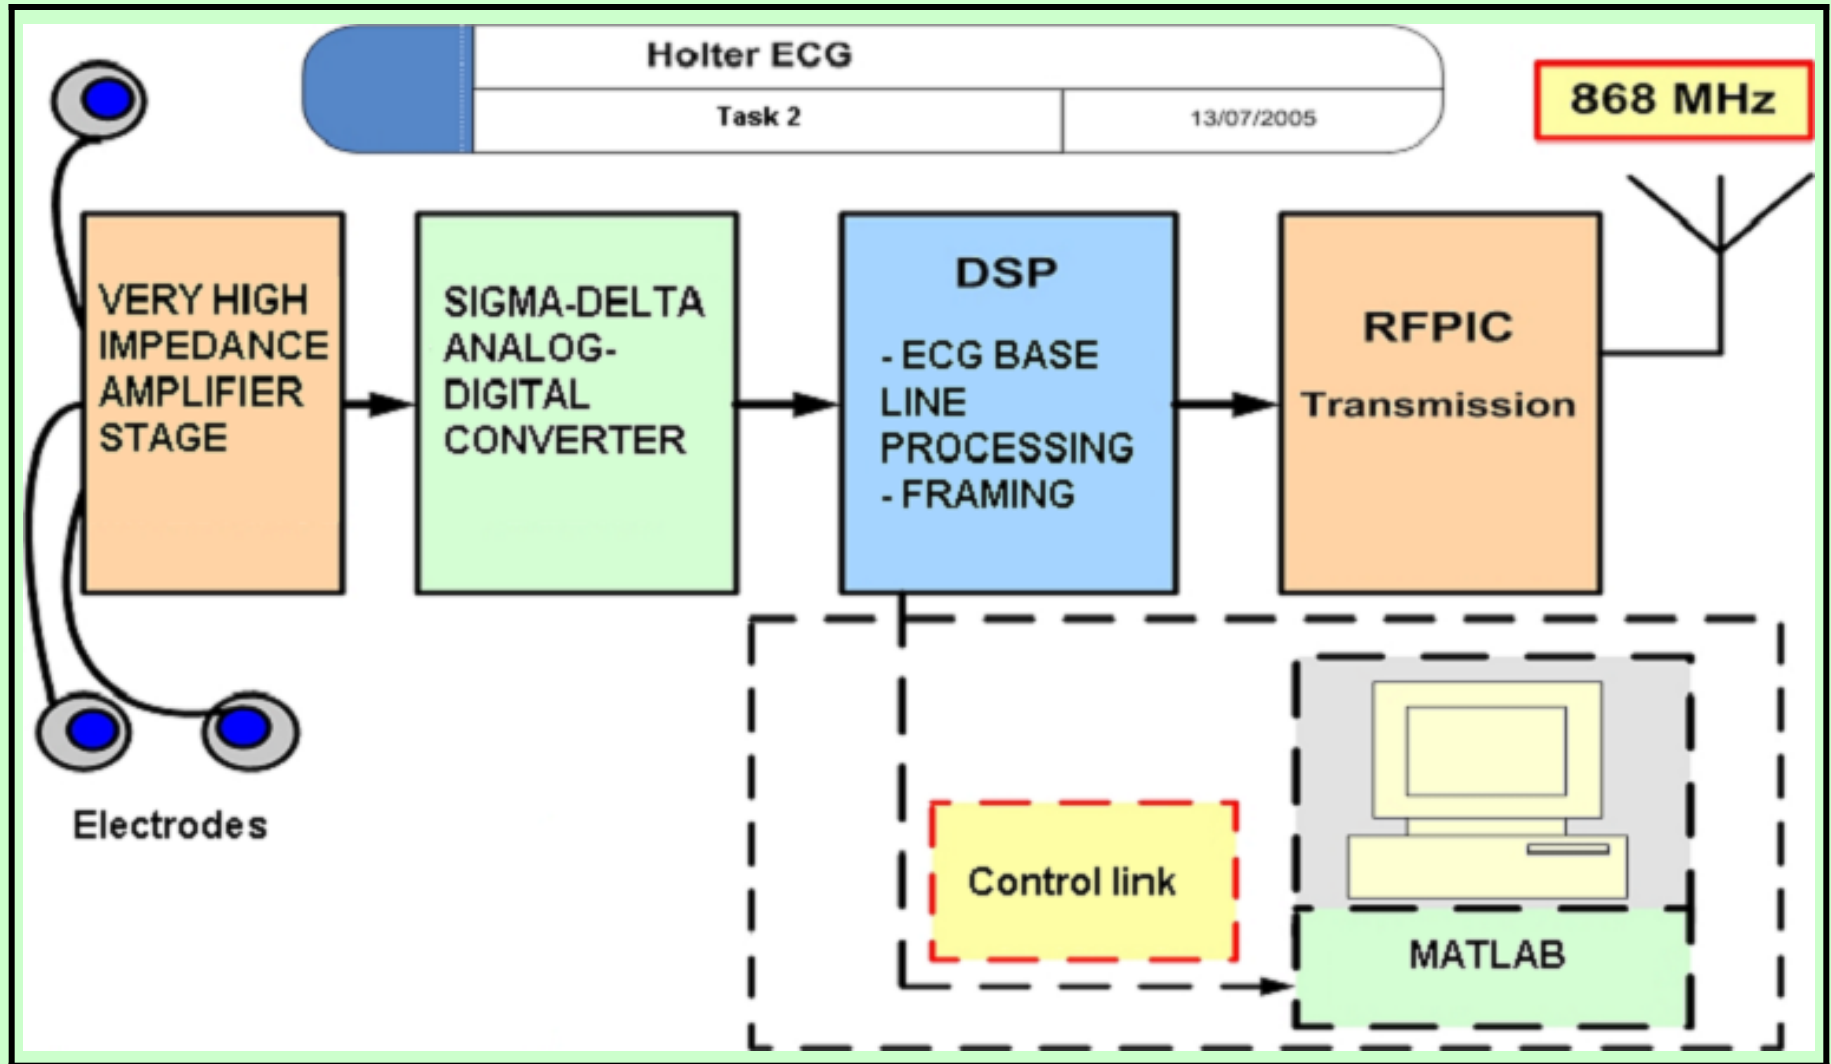 Holter ECG
Task 2
13/07/2005
868 MHz
VERY HIGH
IMPEDANCE
AMPLIFIER
STAGE
SIGMA-DELTA
ANALOG-
DIGITAL
CONVERTER
DSP
- ECG BASE
LINE
PROCESSING
- FRAMING
RFPIC
Transmission
Electrodes
Control link
MATLAB